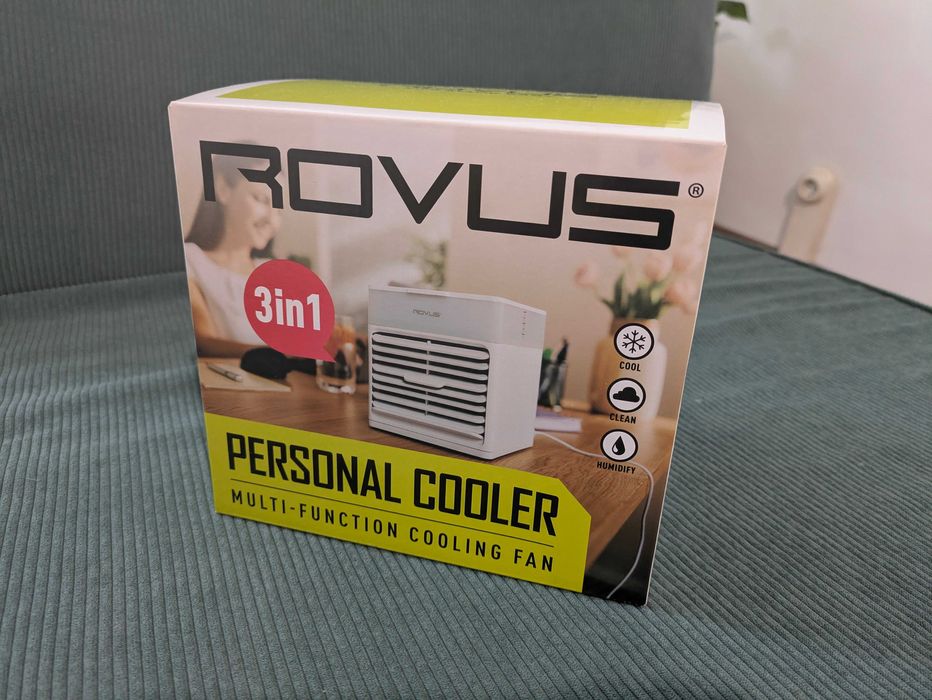 ROVUS®
3in1
ROVUS
COOL
CLEAN
HUMIDIFY
PERSONAL COOLER
MULTI-FUNCTION COOLING FAN